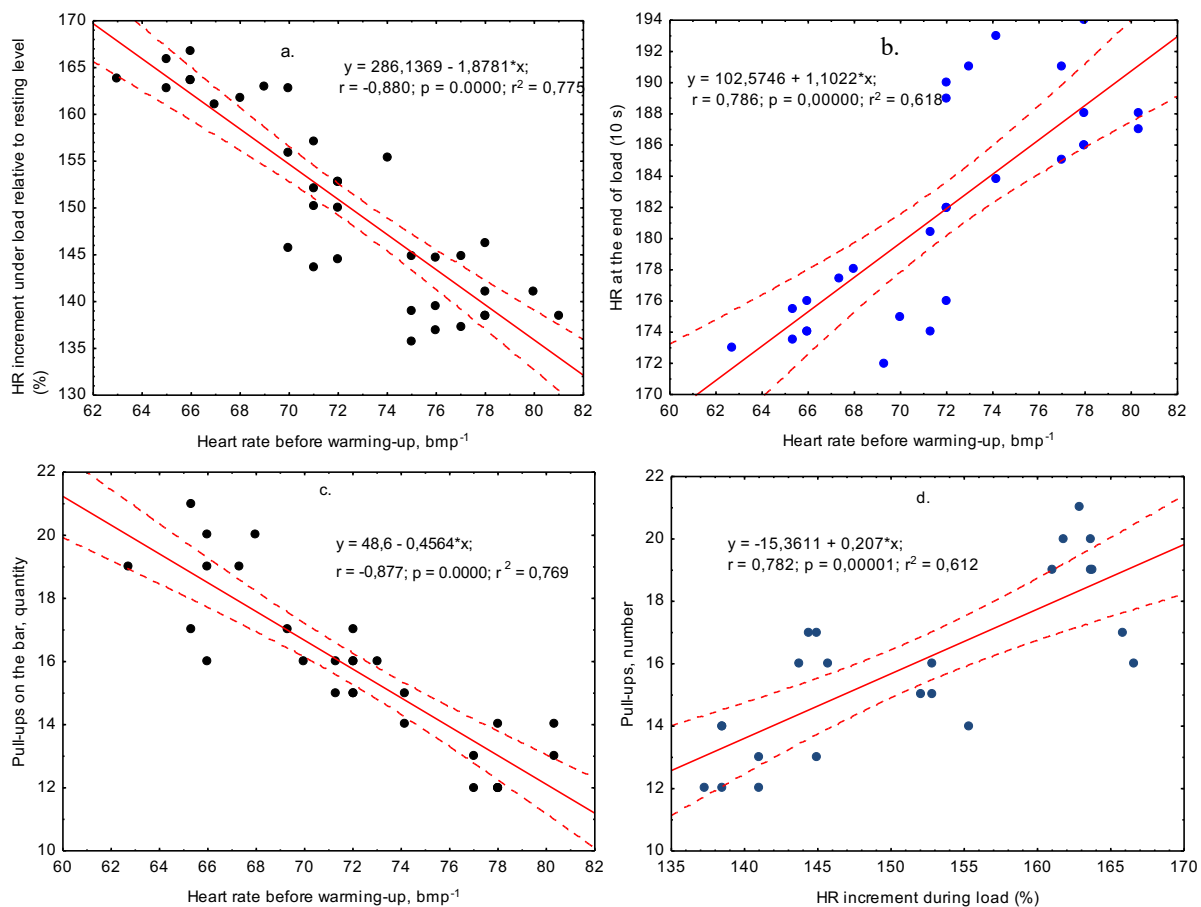 a.
y = 286,1369 - 1,8781*x;
r = -0,880; p = 0.0000; r² = 0,775
HR increment under load relative to resting level
(%)
170
165
160
155
150
145
140
135
130
62 64 66 68 70 72 74 76 78 80 82
Heart rate before warming-up, bmp⁻¹
b.
y = 102,5746 + 1,1022*x;
r = 0,786; p = 0,00000; r² = 0,618
HR at the end of load (10 s)
194
192
190
188
186
184
182
180
178
176
174
172
170
60 62 64 66 68 70 72 74 76 78 80 82
Heart rate before warming-up, bmp⁻¹
c.
y = 48,6 - 0,4564*x;
r = -0,877; p = 0.0000; r² = 0,769
Pull-ups on the bar, quantity
22
20
18
16
14
12
10
60 62 64 66 68 70 72 74 76 78 80 82
Heart rate before warming-up, bmp⁻¹
d.
y = -15,3611 + 0,207*x;
r = 0,782; p = 0,00001; r² = 0,612
Pull-ups, number
22
20
18
16
14
12
10
135 140 145 150 155 160 165 170
HR increment during load (%)